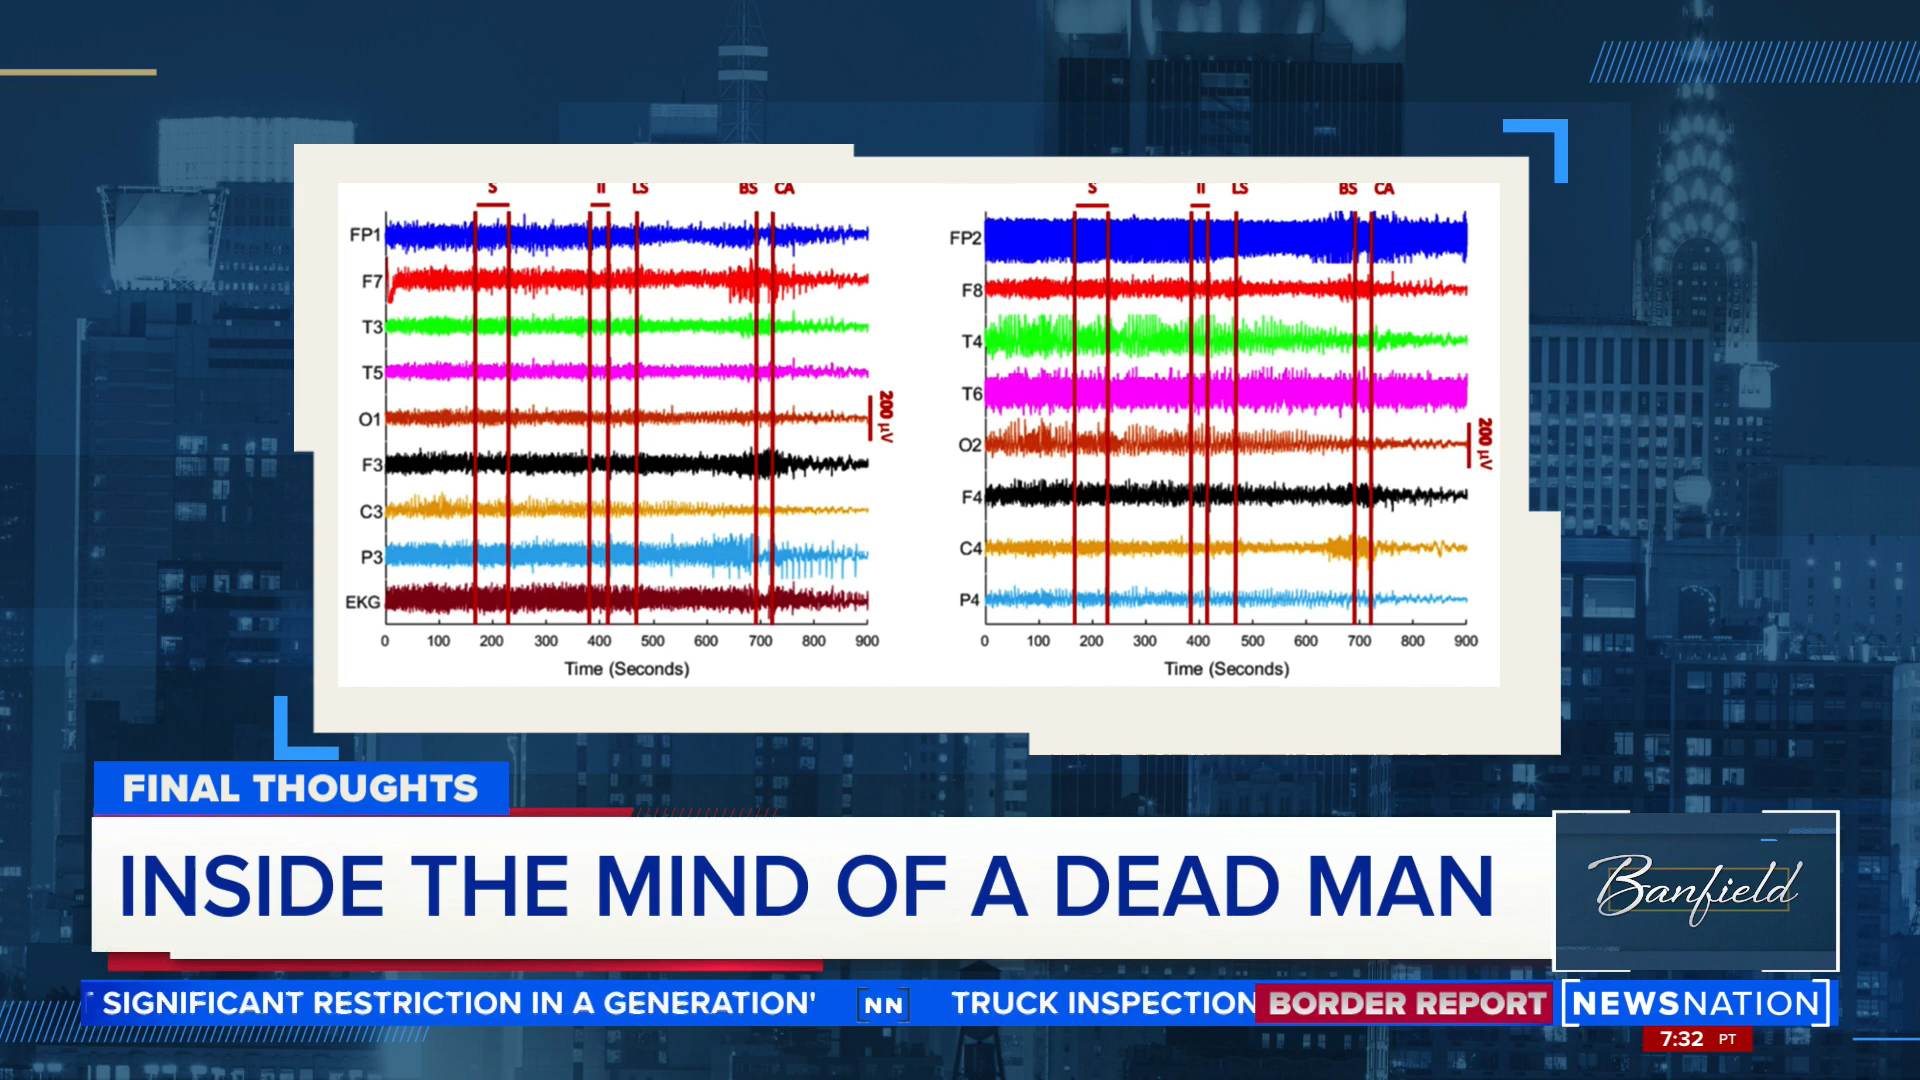 S II LS BS CA
FP1
F7
T3
T5
O1
F3
C3
P3
EKG
200 µV
0 100 200 300 400 500 600 700 800 900
Time (Seconds)
S II LS BS CA
FP2
F8
T4
T6
O2
F4
C4
P4
200 µV
0 100 200 300 400 500 600 700 800 900
Time (Seconds)
FINAL THOUGHTS
INSIDE THE MIND OF A DEAD MAN
Banfield
SIGNIFICANT RESTRICTION IN A GENERATION' NN TRUCK INSPECTION BORDER REPORT
NEWSNATION
7:32 PT